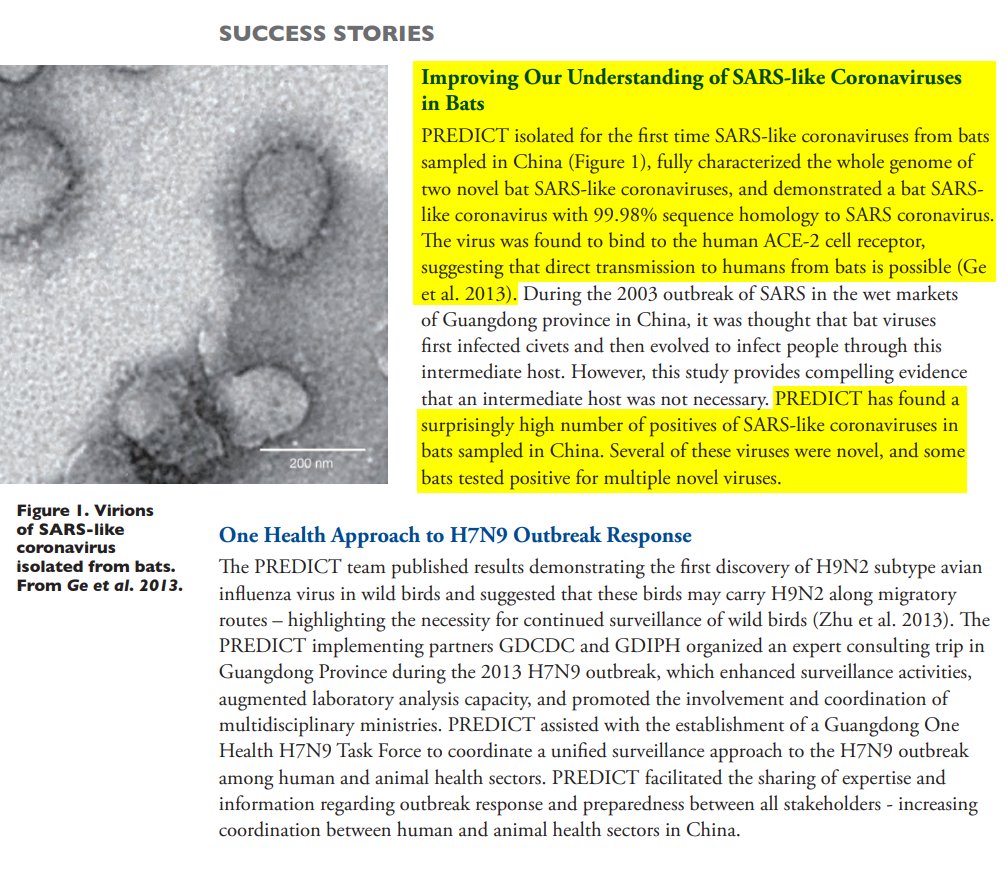 SUCCESS STORIES
Improving Our Understanding of SARS-like Coronaviruses
in Bats
PREDICT isolated for the first time SARS-like coronaviruses from bats
sampled in China (Figure 1), fully characterized the whole genome of
two novel bat SARS-like coronaviruses, and demonstrated a bat SARS-
like coronavirus with 99.98% sequence homology to SARS coronavirus.
The virus was found to bind to the human ACE-2 cell receptor,
suggesting that direct transmission to humans from bats is possible (Ge
et al. 2013). During the 2003 outbreak of SARS in the wet markets
of Guangdong province in China, it was thought that bat viruses
first infected civets and then evolved to infect people through this
intermediate host. However, this study provides compelling evidence
that an intermediate host was not necessary. PREDICT has found a
surprisingly high number of positives of SARS-like coronaviruses in
bats sampled in China. Several of these viruses were novel, and some
bats tested positive for multiple novel viruses.
200 nm
Figure 1. Virions
of SARS-like
coronavirus
isolated from bats.
From Ge et al. 2013.
One Health Approach to H7N9 Outbreak Response
The PREDICT team published results demonstrating the first discovery of H9N2 subtype avian
influenza virus in wild birds and suggested that these birds may carry H9N2 along migratory
routes – highlighting the necessity for continued surveillance of wild birds (Zhu et al. 2013). The
PREDICT implementing partners GDCDC and GDIPH organized an expert consulting trip in
Guangdong Province during the 2013 H7N9 outbreak, which enhanced surveillance activities,
augmented laboratory analysis capacity, and promoted the involvement and coordination of
multidisciplinary ministries. PREDICT assisted with the establishment of a Guangdong One
Health H7N9 Task Force to coordinate a unified surveillance approach to the H7N9 outbreak
among human and animal health sectors. PREDICT facilitated the sharing of expertise and
information regarding outbreak response and preparedness between all stakeholders - increasing
coordination between human and animal health sectors in China.